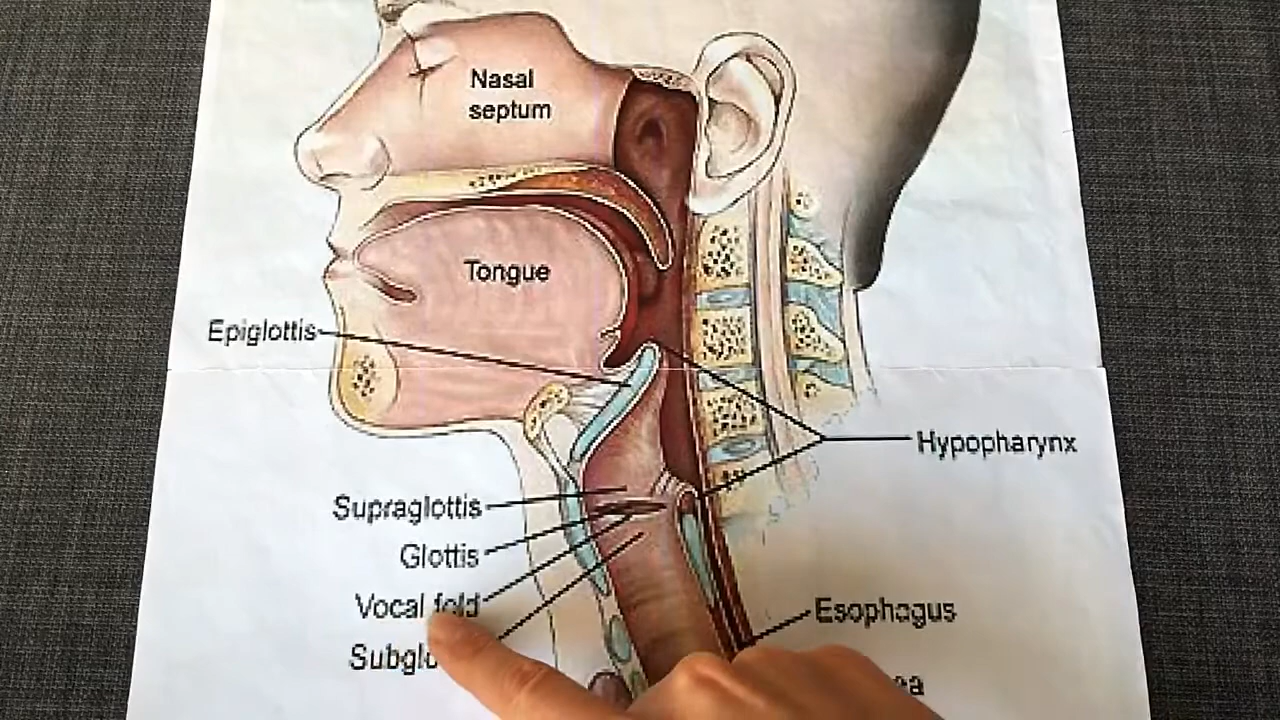 Nasal
septum
Tongue
Epiglottis
Hypopharynx
Supraglottis
Glottis
Vocal fold
Esophagus